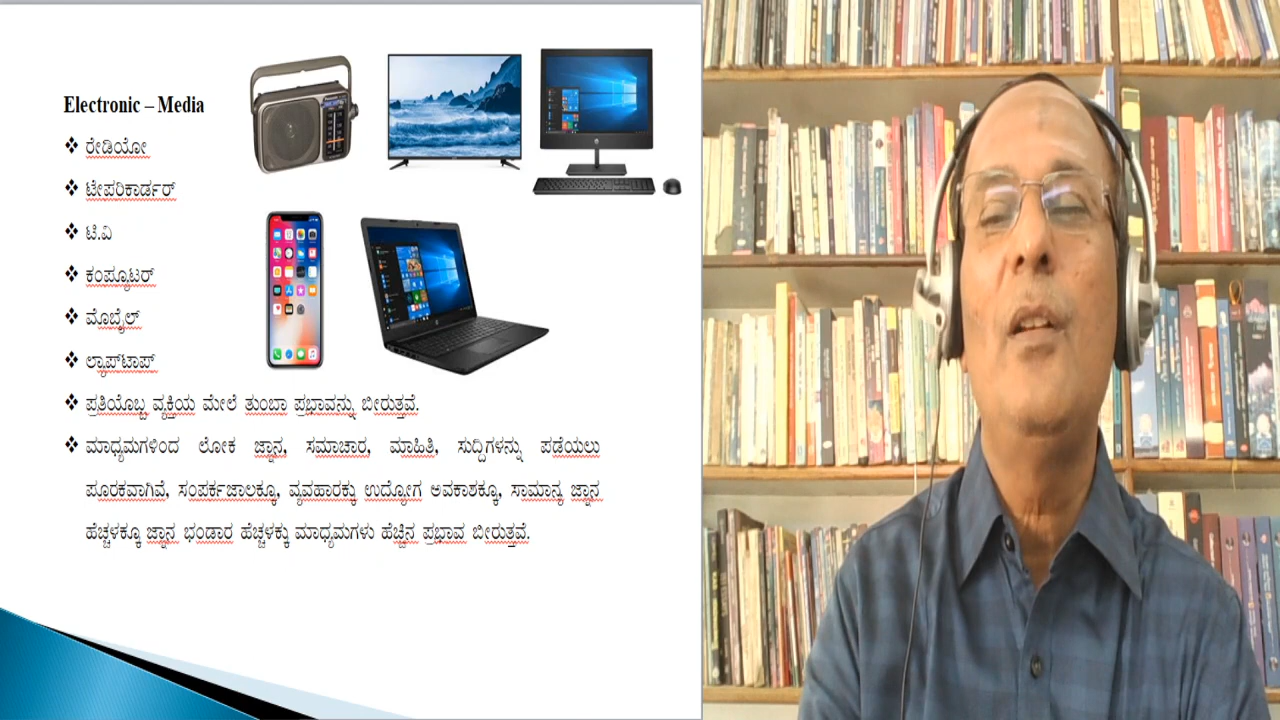 Electronic – Media
❖ ರೇಡಿಯೋ
❖ ಟೇಪರಿಕಾರ್ಡರ್
❖ ಟಿ.ವಿ
❖ ಕಂಪ್ಯೂಟರ್
❖ ಮೊಬೈಲ್
❖ ಲ್ಯಾಪ್‌ಟಾಪ್
❖ ಪ್ರತಿಯೊಬ್ಬ ವ್ಯಕ್ತಿಯ ಮೇಲೆ ತುಂಬಾ ಪ್ರಭಾವನ್ನು ಬೀರುತ್ತವೆ.
❖ ಮಾಧ್ಯಮಗಳಿಂದ ಲೋಕ ಜ್ಞಾನ, ಸಮಾಚಾರ, ಮಾಹಿತಿ, ಸುದ್ದಿಗಳನ್ನು ಪಡೆಯಲು
ಪೂರಕವಾಗಿವೆ, ಸಂಪರ್ಕಜಾಲಕ್ಕೂ, ವ್ಯವಹಾರಕ್ಕು ಉದ್ಯೋಗ ಅವಕಾಶಕ್ಕೂ, ಸಾಮಾನ್ಯ ಜ್ಞಾನ
ಹೆಚ್ಚಳಕ್ಕೂ ಜ್ಞಾನ ಭಂಡಾರ ಹೆಚ್ಚಳಕ್ಕು ಮಾಧ್ಯಮಗಳು ಹೆಚ್ಚಿನ ಪ್ರಭಾವ ಬೀರುತ್ತವೆ.